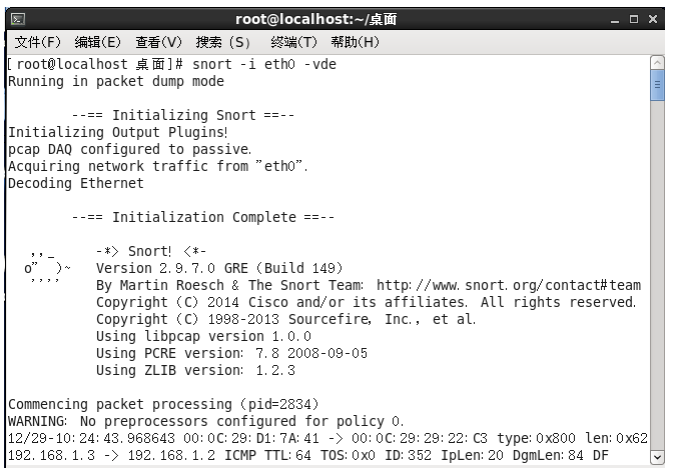 root@localhost:~/桌面
文件(F) 编辑(E) 查看(V) 搜索 (S) 终端(T) 帮助(H)
[root@localhost 桌面]# snort -i eth0 -vde
Running in packet dump mode
--== Initializing Snort ==--
Initializing Output Plugins!
pcap DAQ configured to passive.
Acquiring network traffic from "eth0".
Decoding Ethernet
--== Initialization Complete ==--
,,_ -*> Snort! <*-
o" )~ Version 2.9.7.0 GRE (Build 149)
'''' By Martin Roesch & The Snort Team: http://www.snort.org/contact#team
Copyright (C) 2014 Cisco and/or its affiliates. All rights reserved.
Copyright (C) 1998-2013 Sourcefire, Inc., et al.
Using libpcap version 1.0.0
Using PCRE version: 7.8 2008-09-05
Using ZLIB version: 1.2.3
Commencing packet processing (pid=2834)
WARNING: No preprocessors configured for policy 0.
12/29-10:24:43.968643 00:0C:29:D1:7A:41 -> 00:0C:29:29:22:C3 type:0x800 len:0x62
192.168.1.3 -> 192.168.1.2 ICMP TTL:64 TOS:0x0 ID:352 IpLen:20 DgmLen:84 DF